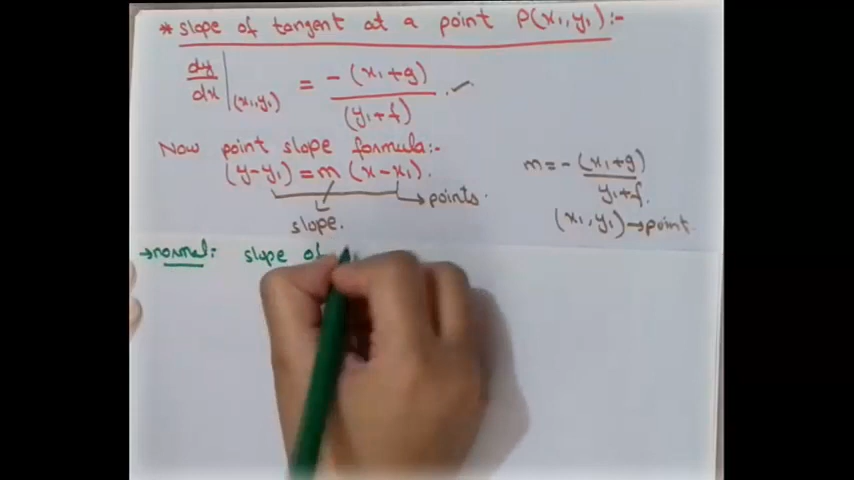 *slope of tangent at a point P(x₁,y₁):-
dy/dx |(x₁,y₁) = -(x₁+g)/(y₁+f) . ✓
Now point slope formula:-
(y-y₁) = m (x-x₁).
→points.
slope.
m = -(x₁+g)/y₁+f.
(x₁,y₁)→point.
→normal: slope of